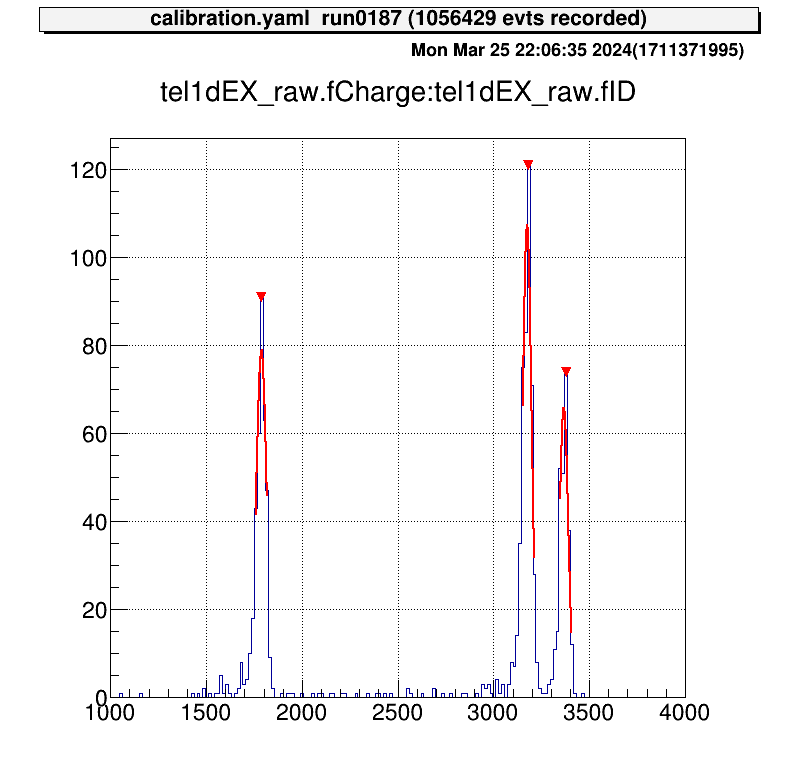 calibration.yaml run0187 (1056429 evts recorded)
Mon Mar 25 22:06:35 2024(1711371995)
tel1dEX_raw.fCharge:tel1dEX_raw.fID
120
100
80
60
40
20
0
1000 1500 2000 2500 3000 3500 4000